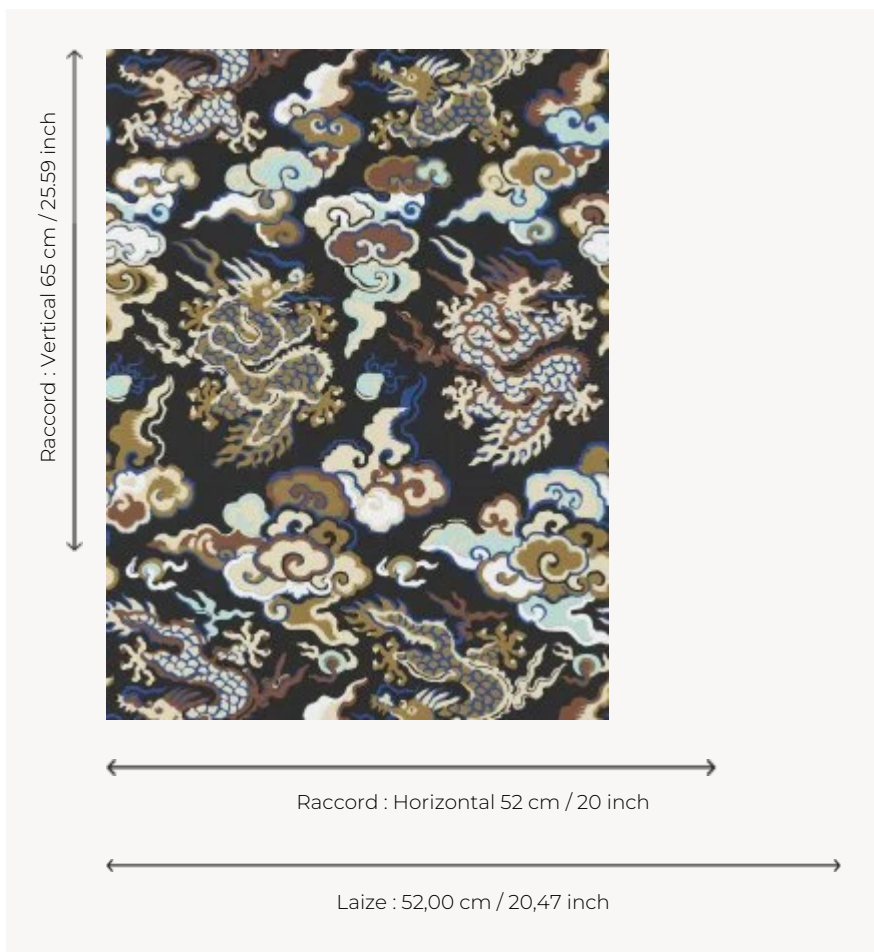 Raccord : Vertical 65 cm / 25.59 inch
Raccord : Horizontal 52 cm / 20 inch
Laize : 52,00 cm / 20,47 inch